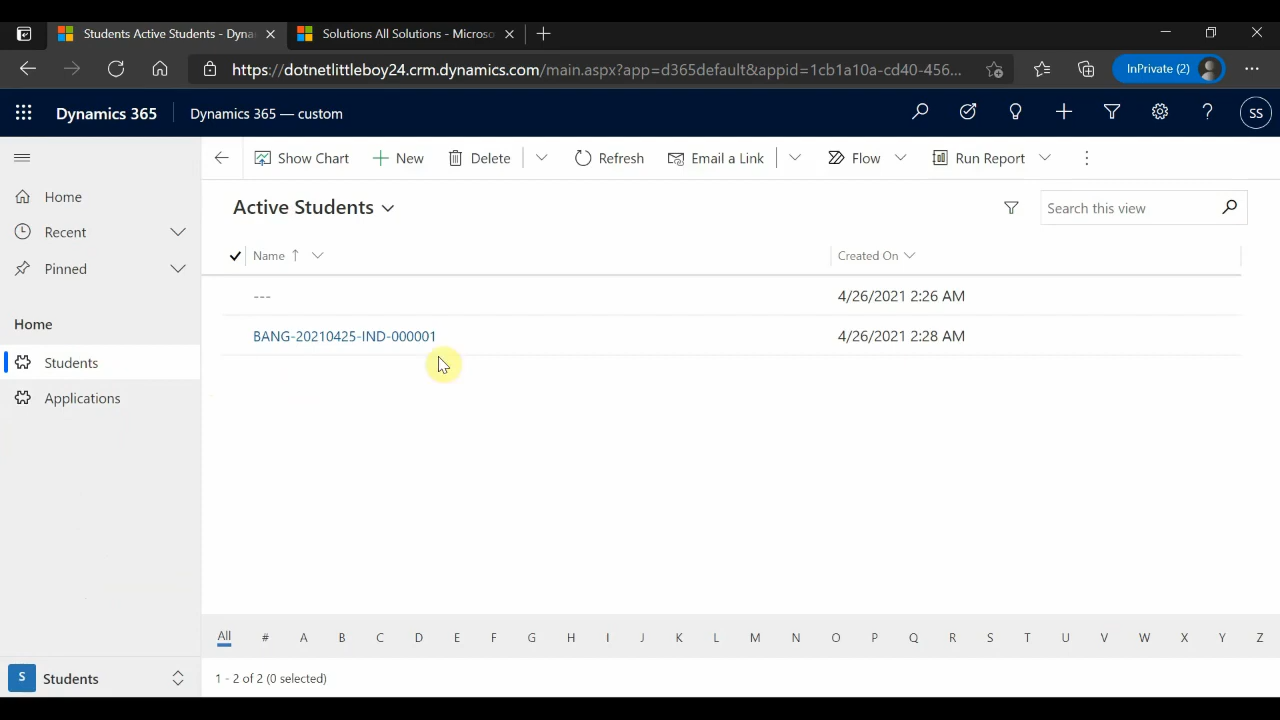 Students Active Students - Dyna
Solutions All Solutions - Microso
https://dotnetlittleboy24.crm.dynamics.com/main.aspx?app=d365default&appid=1cb1a10a-cd40-456...
InPrivate (2)
Dynamics 365
Dynamics 365 — custom
SS
Show Chart
New
Delete
Refresh
Email a Link
Flow
Run Report
Home
Recent
Pinned
Home
Students
Applications
Active Students
Search this view
Name
Created On
---
4/26/2021 2:26 AM
BANG-20210425-IND-000001
4/26/2021 2:28 AM
All # A B C D E F G H I J K L M N O P Q R S T U V W X Y Z
S Students
1 - 2 of 2 (0 selected)